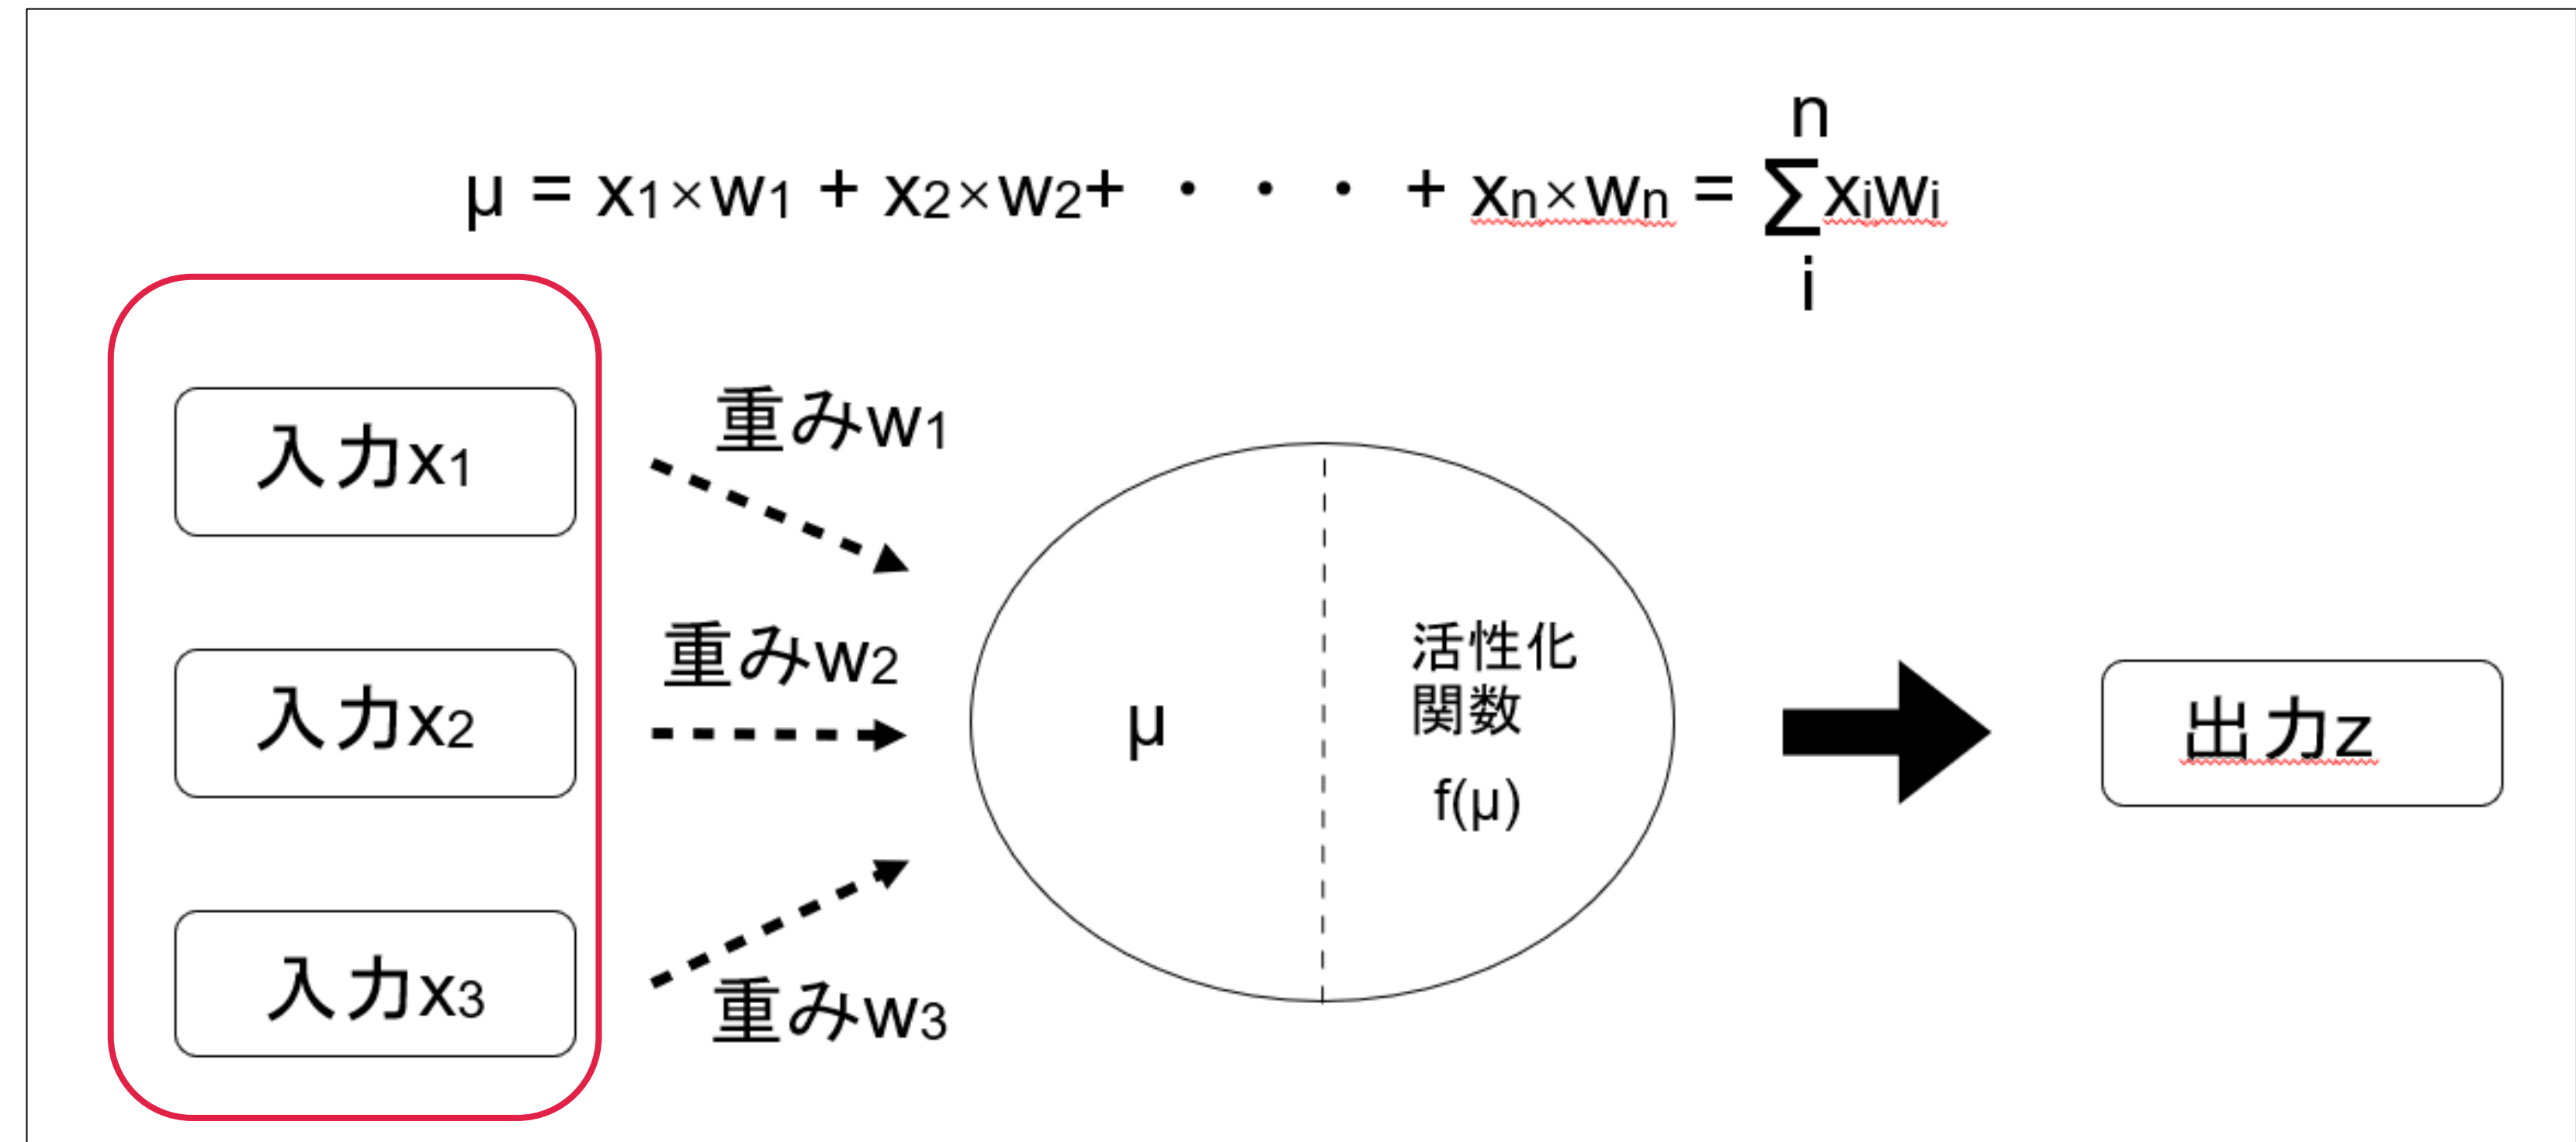 n
μ = x1×w1 + x2×w2+ ・ ・ ・ + xn×wn = ∑xiwi
i
入力x1
重みw1
入力x2
重みw2
入力x3
重みw3
μ
活性化
関数
f(μ)
出力z